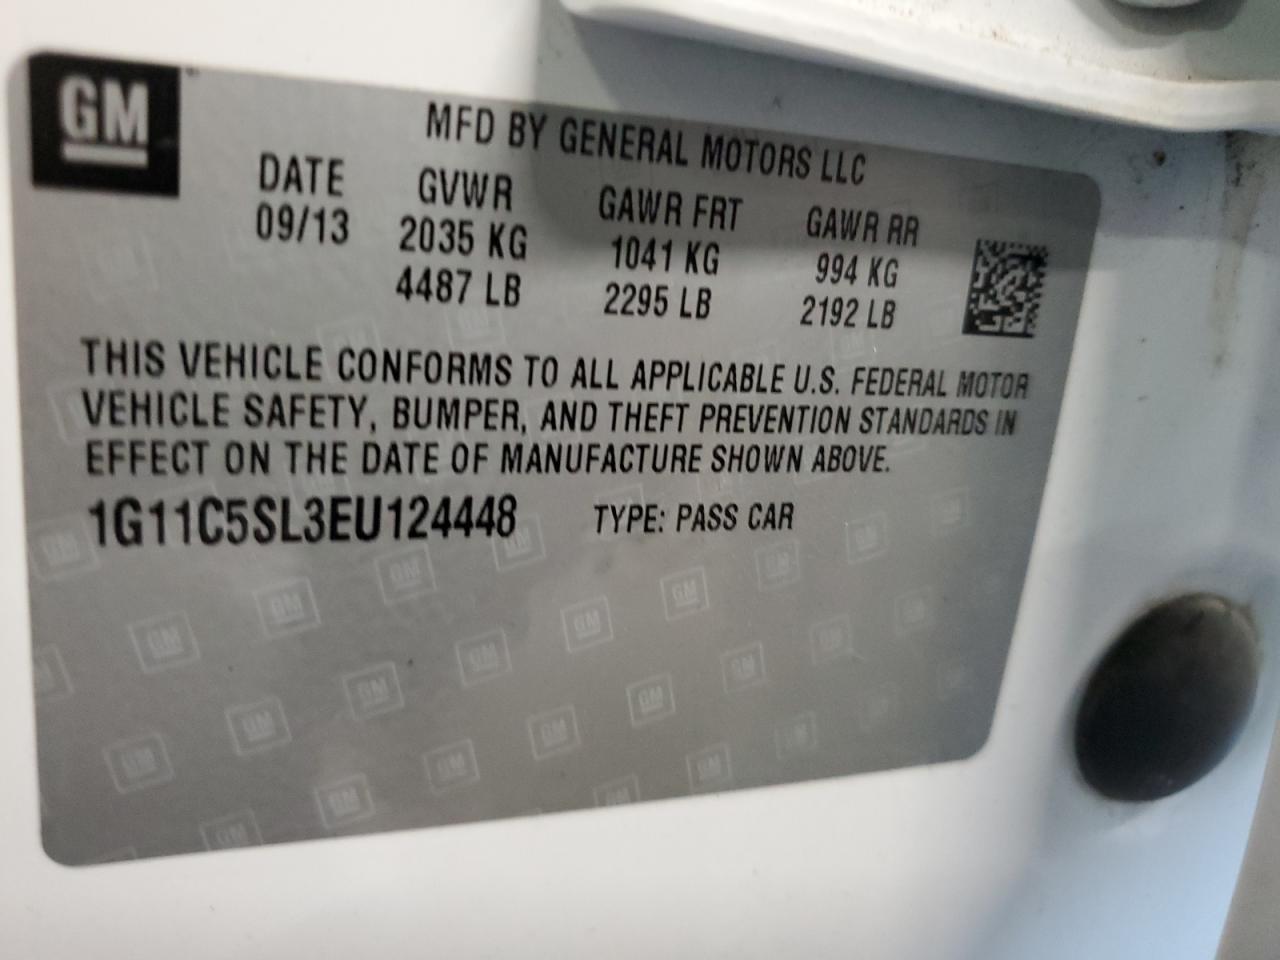 GM
MFD BY GENERAL MOTORS LLC
DATE GVWR GAWR FRT GAWR RR
09/13 2035 KG 1041 KG 994 KG
4487 LB 2295 LB 2192 LB
THIS VEHICLE CONFORMS TO ALL APPLICABLE U.S. FEDERAL MOTOR
VEHICLE SAFETY, BUMPER, AND THEFT PREVENTION STANDARDS IN
EFFECT ON THE DATE OF MANUFACTURE SHOWN ABOVE.
1G11C5SL3EU124448 TYPE: PASS CAR